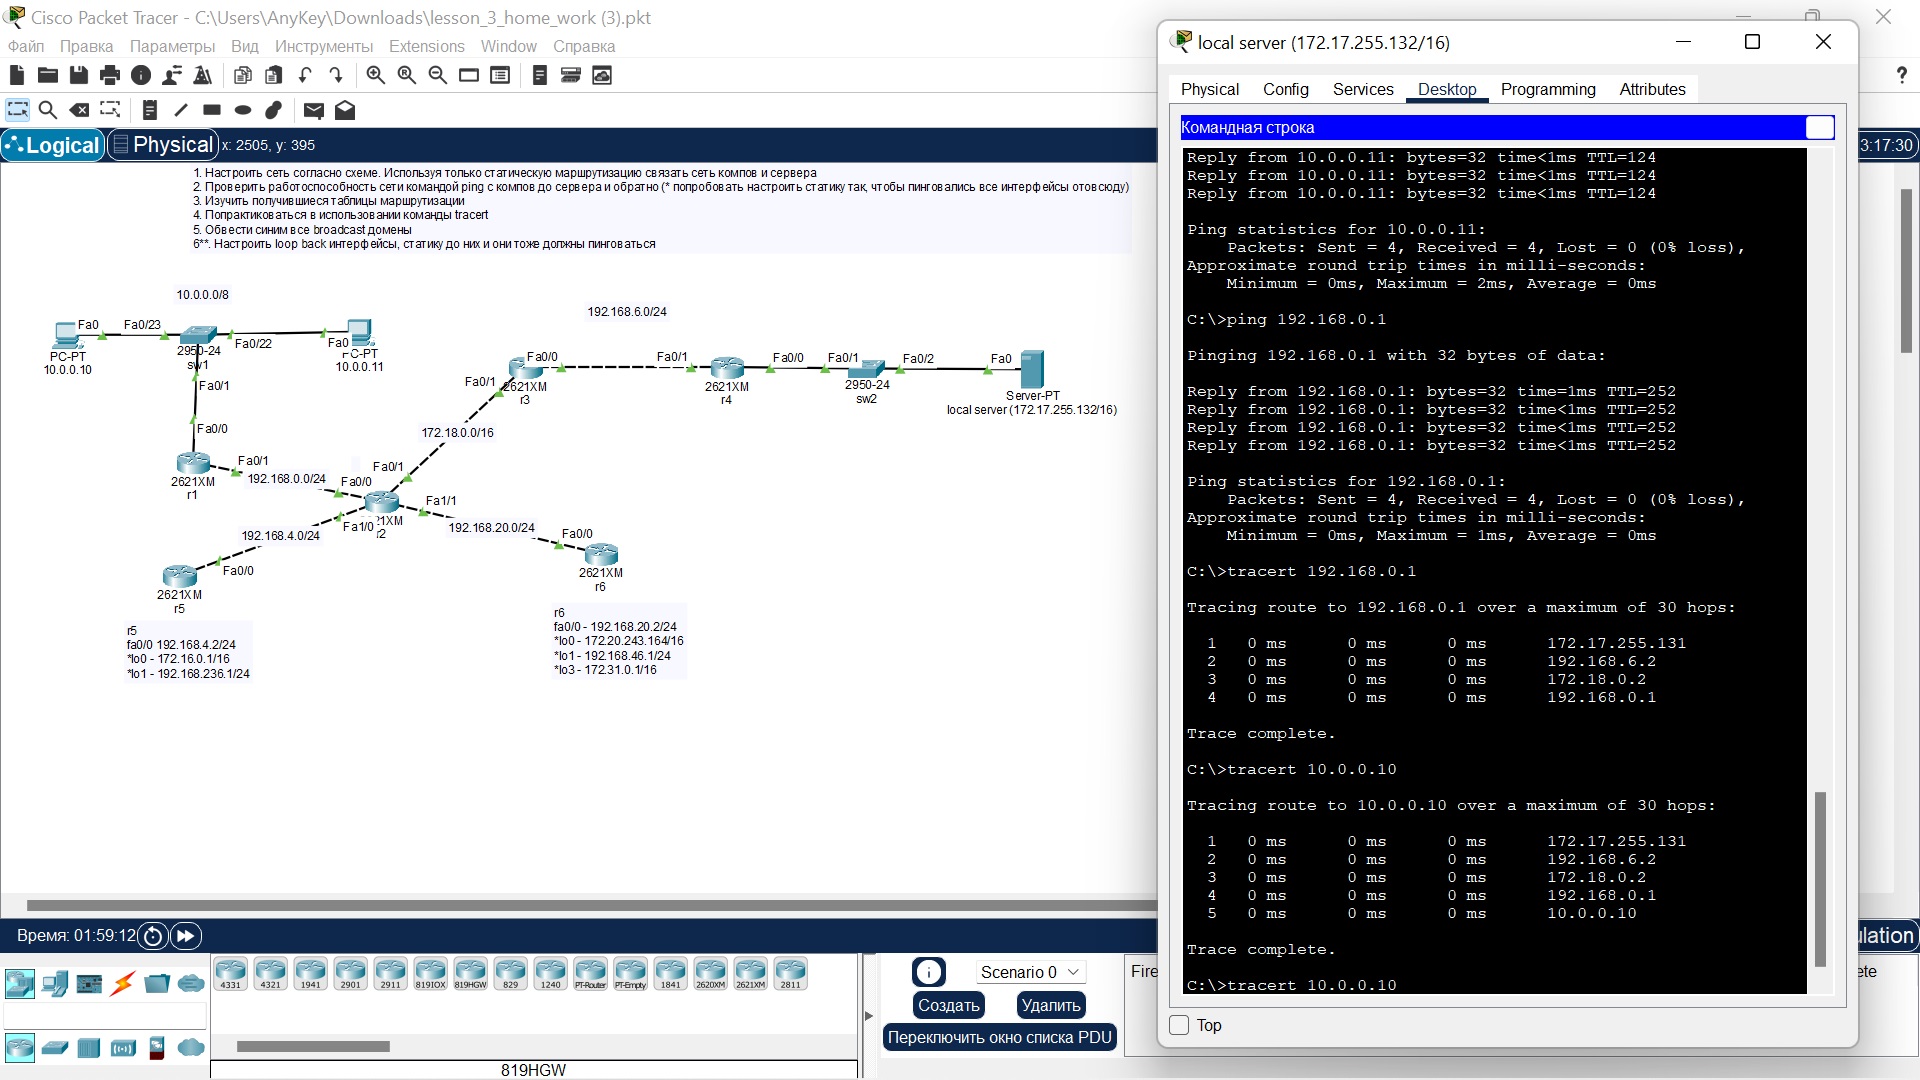 Cisco Packet Tracer - C:\Users\AnyKey\Downloads\lesson_3_home_work (3).pkt
Файл Правка Параметры Вид Инструменты Extensions Window Справка
Logical Physical x: 2505, y: 395
3:17:30
1. Настроить сеть согласно схеме. Используя только статическую маршрутизацию связать сеть компов и сервера
2. Проверить работоспособность сети командой ping с компов до сервера и обратно (* попробовать настроить статику так, чтобы пинговались все интерфейсы отовсюду)
3. Изучить получившиеся таблицы маршрутизации
4. Попрактиковаться в использовании команды tracert
5. Обвести синим все broadcast домены
6**. Настроить loop back интерфейсы, статику до них и они тоже должны пинговаться
10.0.0.0/8
192.168.6.0/24
Fa0 Fa0/23
Fa0/22
Fa0
PC-PT
10.0.0.10
2950-24
sw1
PC-PT
10.0.0.11
Fa0/1
Fa0/0
Fa0/1
2621XM
r3
Fa0/0
Fa0/1
2621XM
r4
Fa0/0
Fa0/1
2950-24
sw2
Fa0/2
Fa0
Server-PT
local server (172.17.255.132/16)
Fa0/0
172.18.0.0/16
2621XM
r1
Fa0/1
192.168.0.0/24
Fa0/0
Fa0/1
Fa1/1
192.168.20.0/24
Fa1/0
r2
192.168.4.0/24
Fa0/0
2621XM
r5
Fa0/0
2621XM
r6
r5
fa0/0 192.168.4.2/24
*lo0 - 172.16.0.1/16
*lo1 - 192.168.236.1/24
r6
fa0/0 - 192.168.20.2/24
*lo0 - 172.20.243.164/16
*lo1 - 192.168.46.1/24
*lo3 - 172.31.0.1/16
Время: 01:59:12
4331 4321 1941 2901 2911 819IOX 819HGW 829 1240 PT-Router PT-Empty 1841 2620XM 2621XM 2811
819HGW
Scenario 0
Создать Удалить
Переключить окно списка PDU
Fire
ulation
ete
local server (172.17.255.132/16)
Physical Config Services Desktop Programming Attributes
Командная строка
Reply from 10.0.0.11: bytes=32 time<1ms TTL=124
Reply from 10.0.0.11: bytes=32 time<1ms TTL=124
Reply from 10.0.0.11: bytes=32 time<1ms TTL=124
Ping statistics for 10.0.0.11:
Packets: Sent = 4, Received = 4, Lost = 0 (0% loss),
Approximate round trip times in milli-seconds:
Minimum = 0ms, Maximum = 2ms, Average = 0ms
C:\>ping 192.168.0.1
Pinging 192.168.0.1 with 32 bytes of data:
Reply from 192.168.0.1: bytes=32 time=1ms TTL=252
Reply from 192.168.0.1: bytes=32 time<1ms TTL=252
Reply from 192.168.0.1: bytes=32 time<1ms TTL=252
Reply from 192.168.0.1: bytes=32 time<1ms TTL=252
Ping statistics for 192.168.0.1:
Packets: Sent = 4, Received = 4, Lost = 0 (0% loss),
Approximate round trip times in milli-seconds:
Minimum = 0ms, Maximum = 1ms, Average = 0ms
C:\>tracert 192.168.0.1
Tracing route to 192.168.0.1 over a maximum of 30 hops:
1 0 ms 0 ms 0 ms 172.17.255.131
2 0 ms 0 ms 0 ms 192.168.6.2
3 0 ms 0 ms 0 ms 172.18.0.2
4 0 ms 0 ms 0 ms 192.168.0.1
Trace complete.
C:\>tracert 10.0.0.10
Tracing route to 10.0.0.10 over a maximum of 30 hops:
1 0 ms 0 ms 0 ms 172.17.255.131
2 0 ms 0 ms 0 ms 192.168.6.2
3 0 ms 0 ms 0 ms 172.18.0.2
4 0 ms 0 ms 0 ms 192.168.0.1
5 0 ms 0 ms 0 ms 10.0.0.10
Trace complete.
C:\>tracert 10.0.0.10
Top